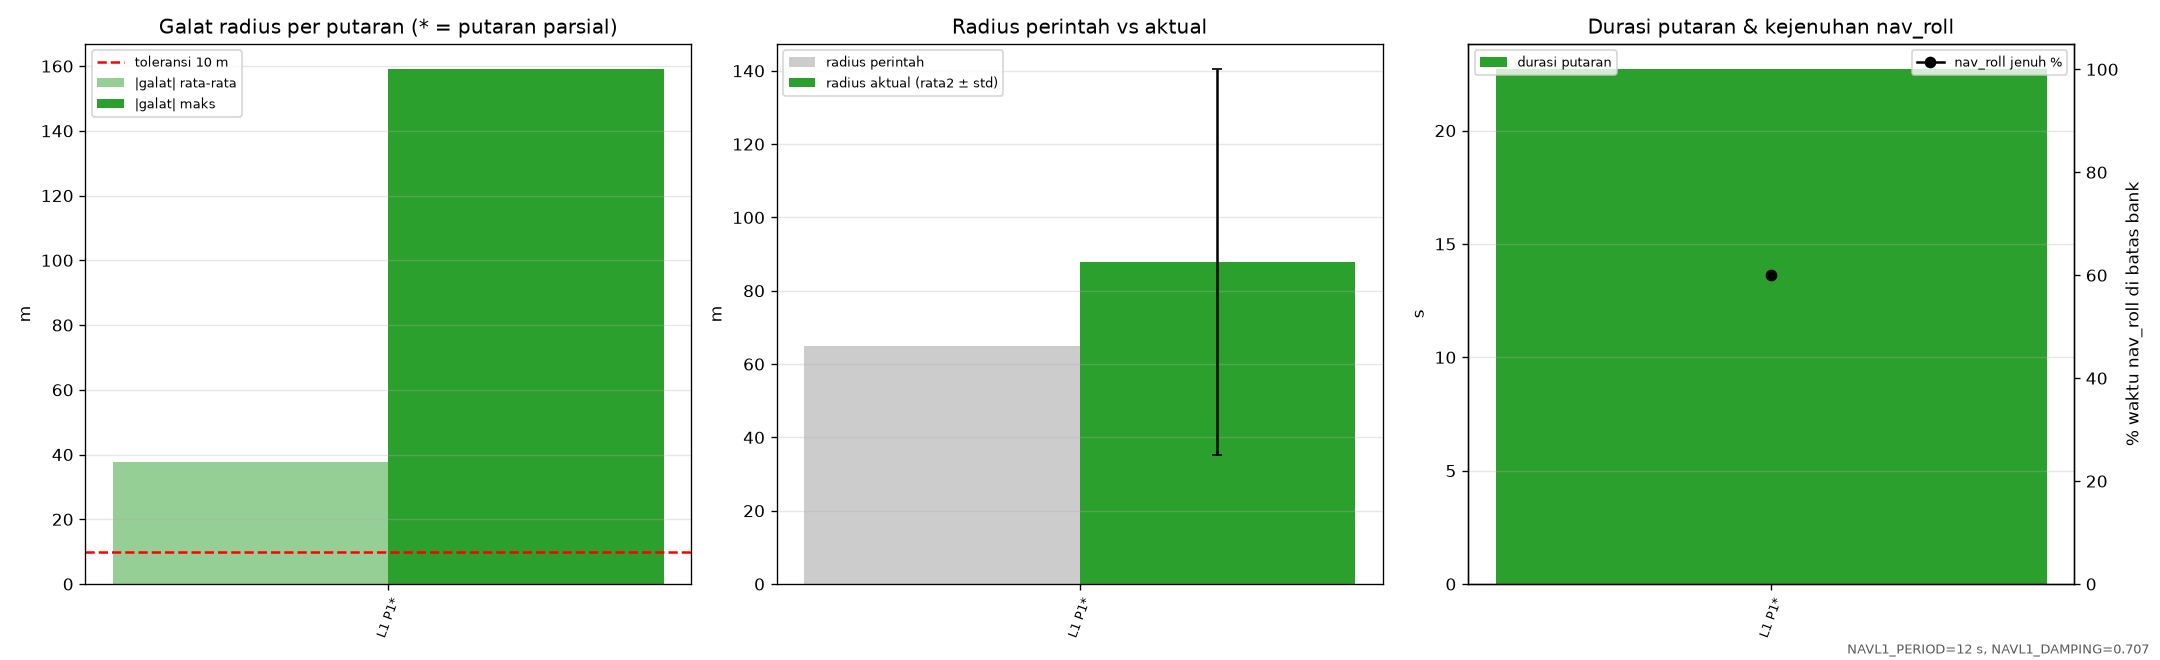 Galat radius per putaran (* = putaran parsial)
toleransi 10 m
|galat| rata-rata
|galat| maks
160
140
120
100
80
60
40
20
0
m
L1 P1*
Radius perintah vs aktual
radius perintah
radius aktual (rata2 ± std)
140
120
100
80
60
40
20
0
m
L1 P1*
Durasi putaran & kejenuhan nav_roll
durasi putaran
nav_roll jenuh %
20
15
10
5
0
s
100
80
60
40
20
0
% waktu nav_roll di batas bank
L1 P1*
NAVL1_PERIOD=12 s, NAVL1_DAMPING=0.707